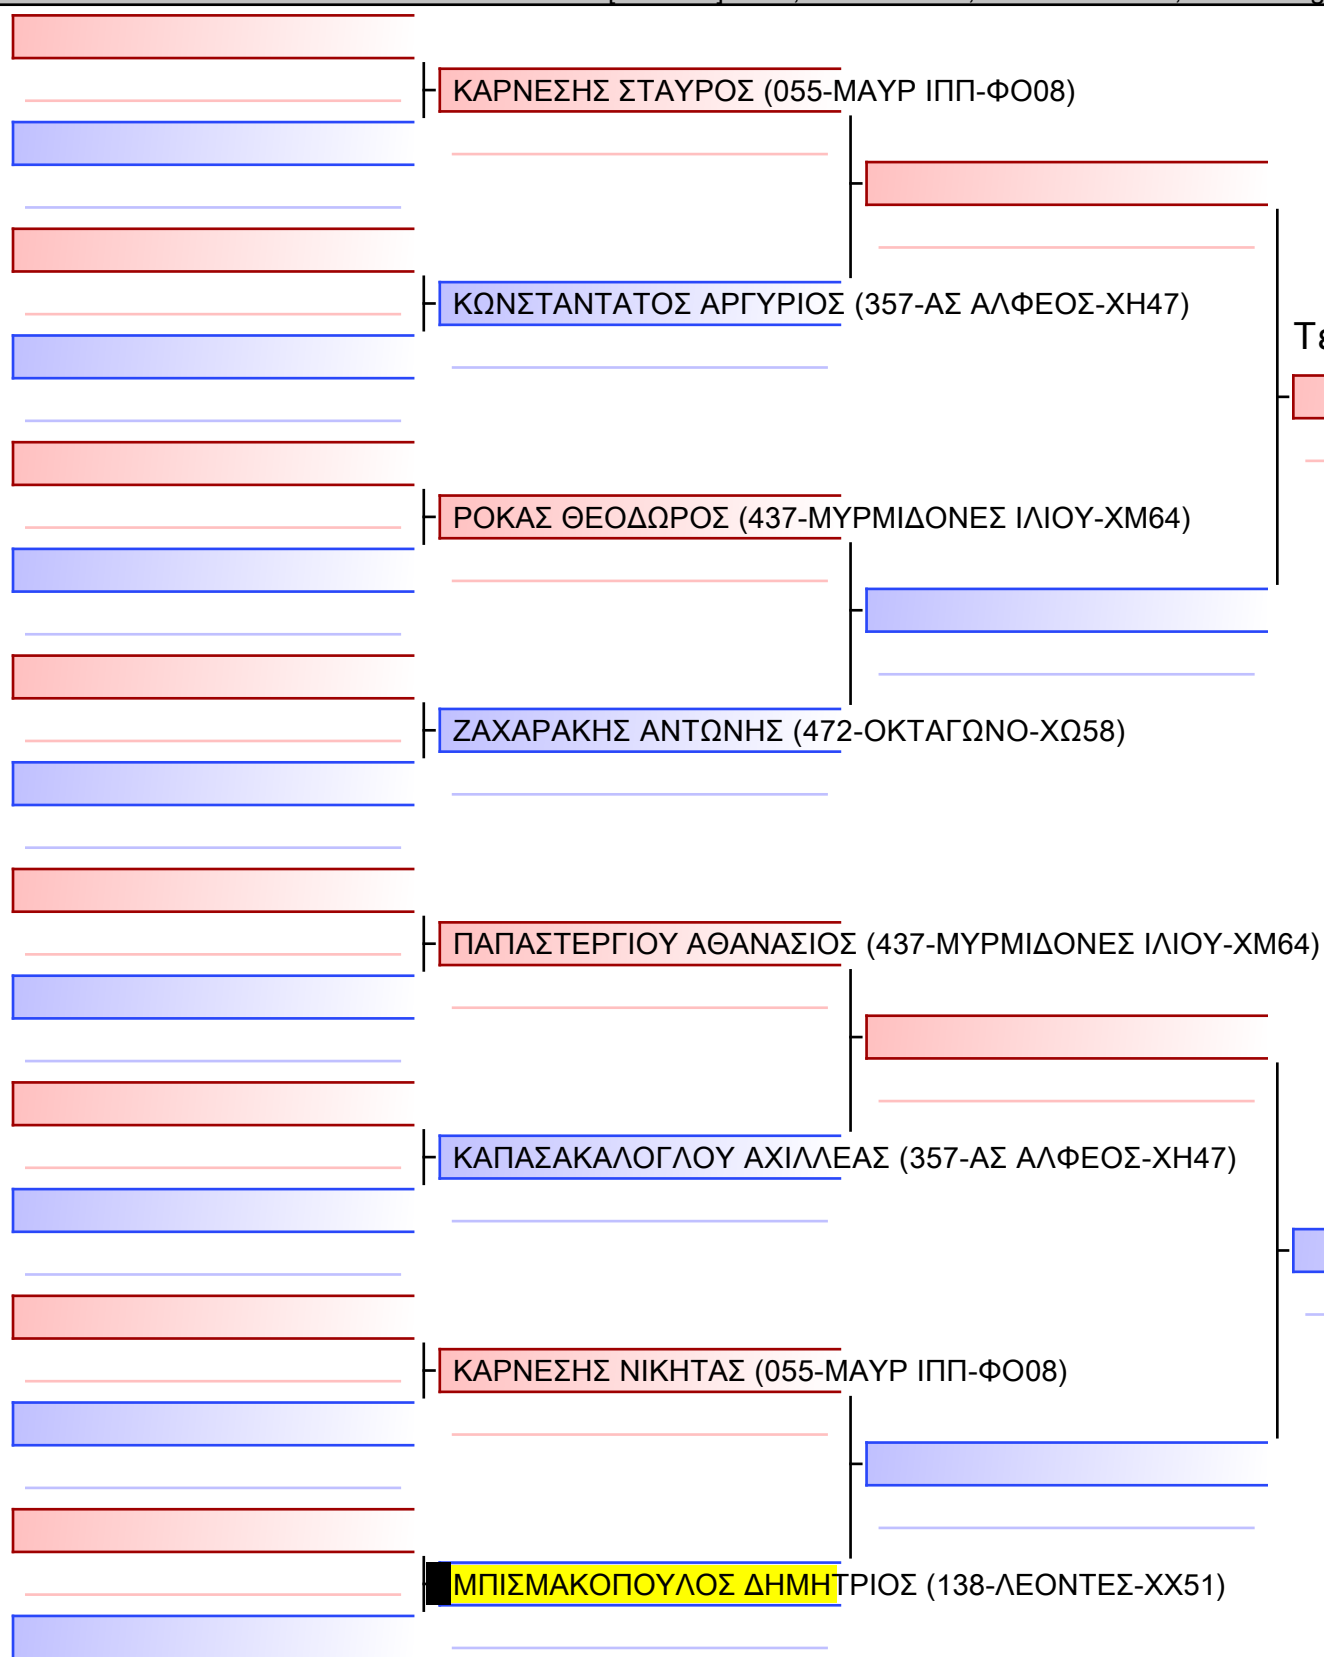 ΚΑΡΝΕΣΗΣ ΣΤΑΥΡΟΣ (055-ΜΑΥΡ ΙΠΠ-ΦΟ08)
ΚΩΝΣΤΑΝΤΑΤΟΣ ΑΡΓΥΡΙΟΣ (357-ΑΣ ΑΛΦΕΟΣ-ΧΗ47)
Τε
ΡΟΚΑΣ ΘΕΟΔΩΡΟΣ (437-ΜΥΡΜΙΔΟΝΕΣ ΙΛΙΟΥ-ΧΜ64)
ΖΑΧΑΡΑΚΗΣ ΑΝΤΩΝΗΣ (472-ΟΚΤΑΓΩΝΟ-ΧΩ58)
ΠΑΠΑΣΤΕΡΓΙΟΥ ΑΘΑΝΑΣΙΟΣ (437-ΜΥΡΜΙΔΟΝΕΣ ΙΛΙΟΥ-ΧΜ64)
ΚΑΠΑΣΑΚΑΛΟΓΛΟΥ ΑΧΙΛΛΕΑΣ (357-ΑΣ ΑΛΦΕΟΣ-ΧΗ47)
ΚΑΡΝΕΣΗΣ ΝΙΚΗΤΑΣ (055-ΜΑΥΡ ΙΠΠ-ΦΟ08)
ΜΠΙΣΜΑΚΟΠΟΥΛΟΣ ΔΗΜΗΤΡΙΟΣ (138-ΛΕΟΝΤΕΣ-ΧΧ51)